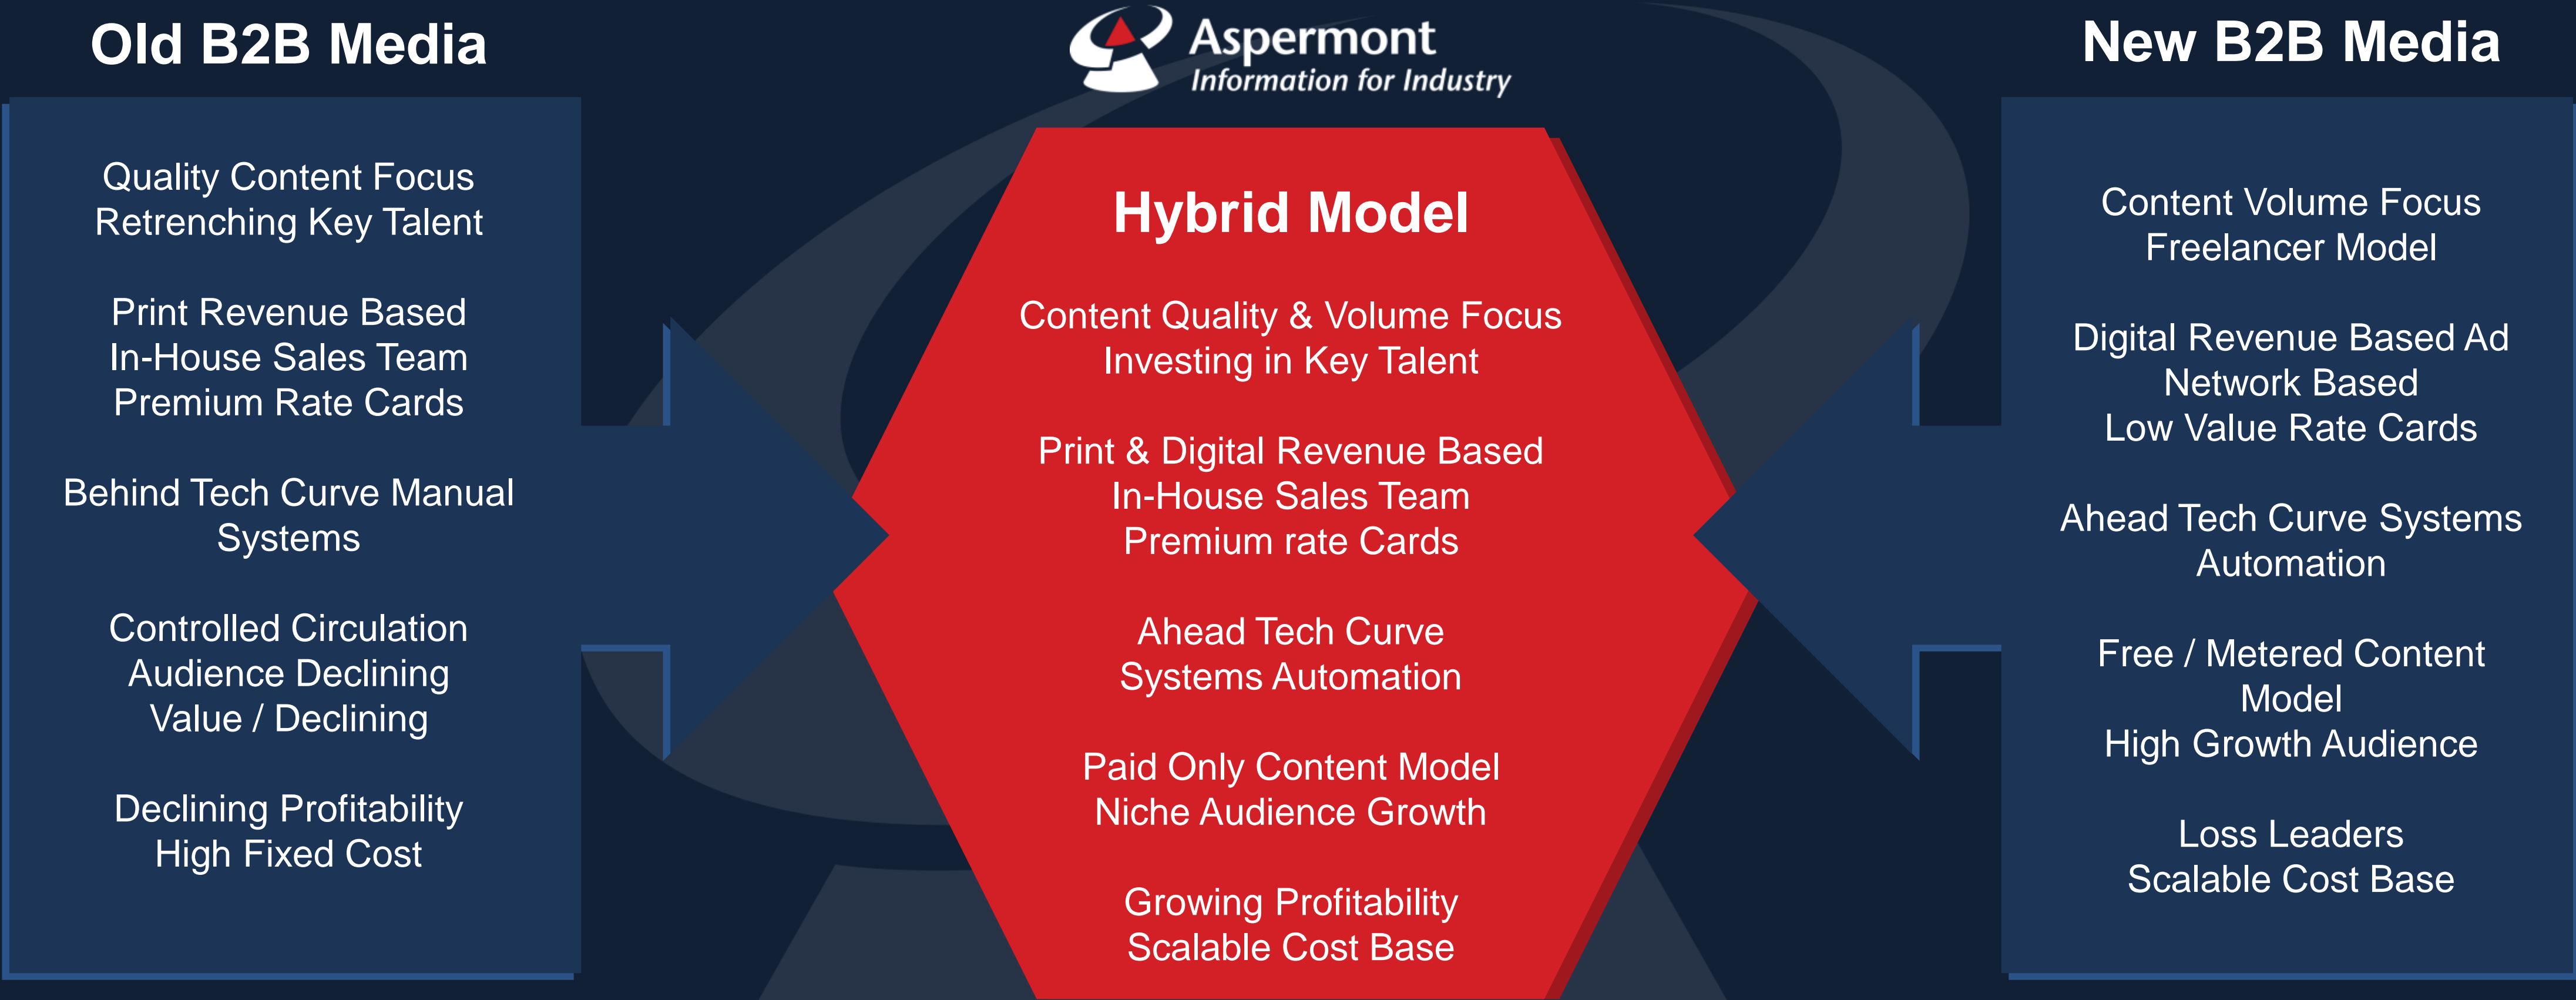 Old B2B Media
Quality Content Focus
Retrenching Key Talent
Print Revenue Based
In-House Sales Team
Premium Rate Cards
Behind Tech Curve Manual
Systems
Controlled Circulation
Audience Declining
Value / Declining
Declining Profitability
High Fixed Cost
Aspermont
Information for Industry
Hybrid Model
Content Quality & Volume Focus
Investing in Key Talent
Print & Digital Revenue Based
In-House Sales Team
Premium rate Cards
Ahead Tech Curve
Systems Automation
Paid Only Content Model
Niche Audience Growth
Growing Profitability
Scalable Cost Base
New B2B Media
Content Volume Focus
Freelancer Model
Digital Revenue Based Ad
Network Based
Low Value Rate Cards
Ahead Tech Curve Systems
Automation
Free / Metered Content
Model
High Growth Audience
Loss Leaders
Scalable Cost Base